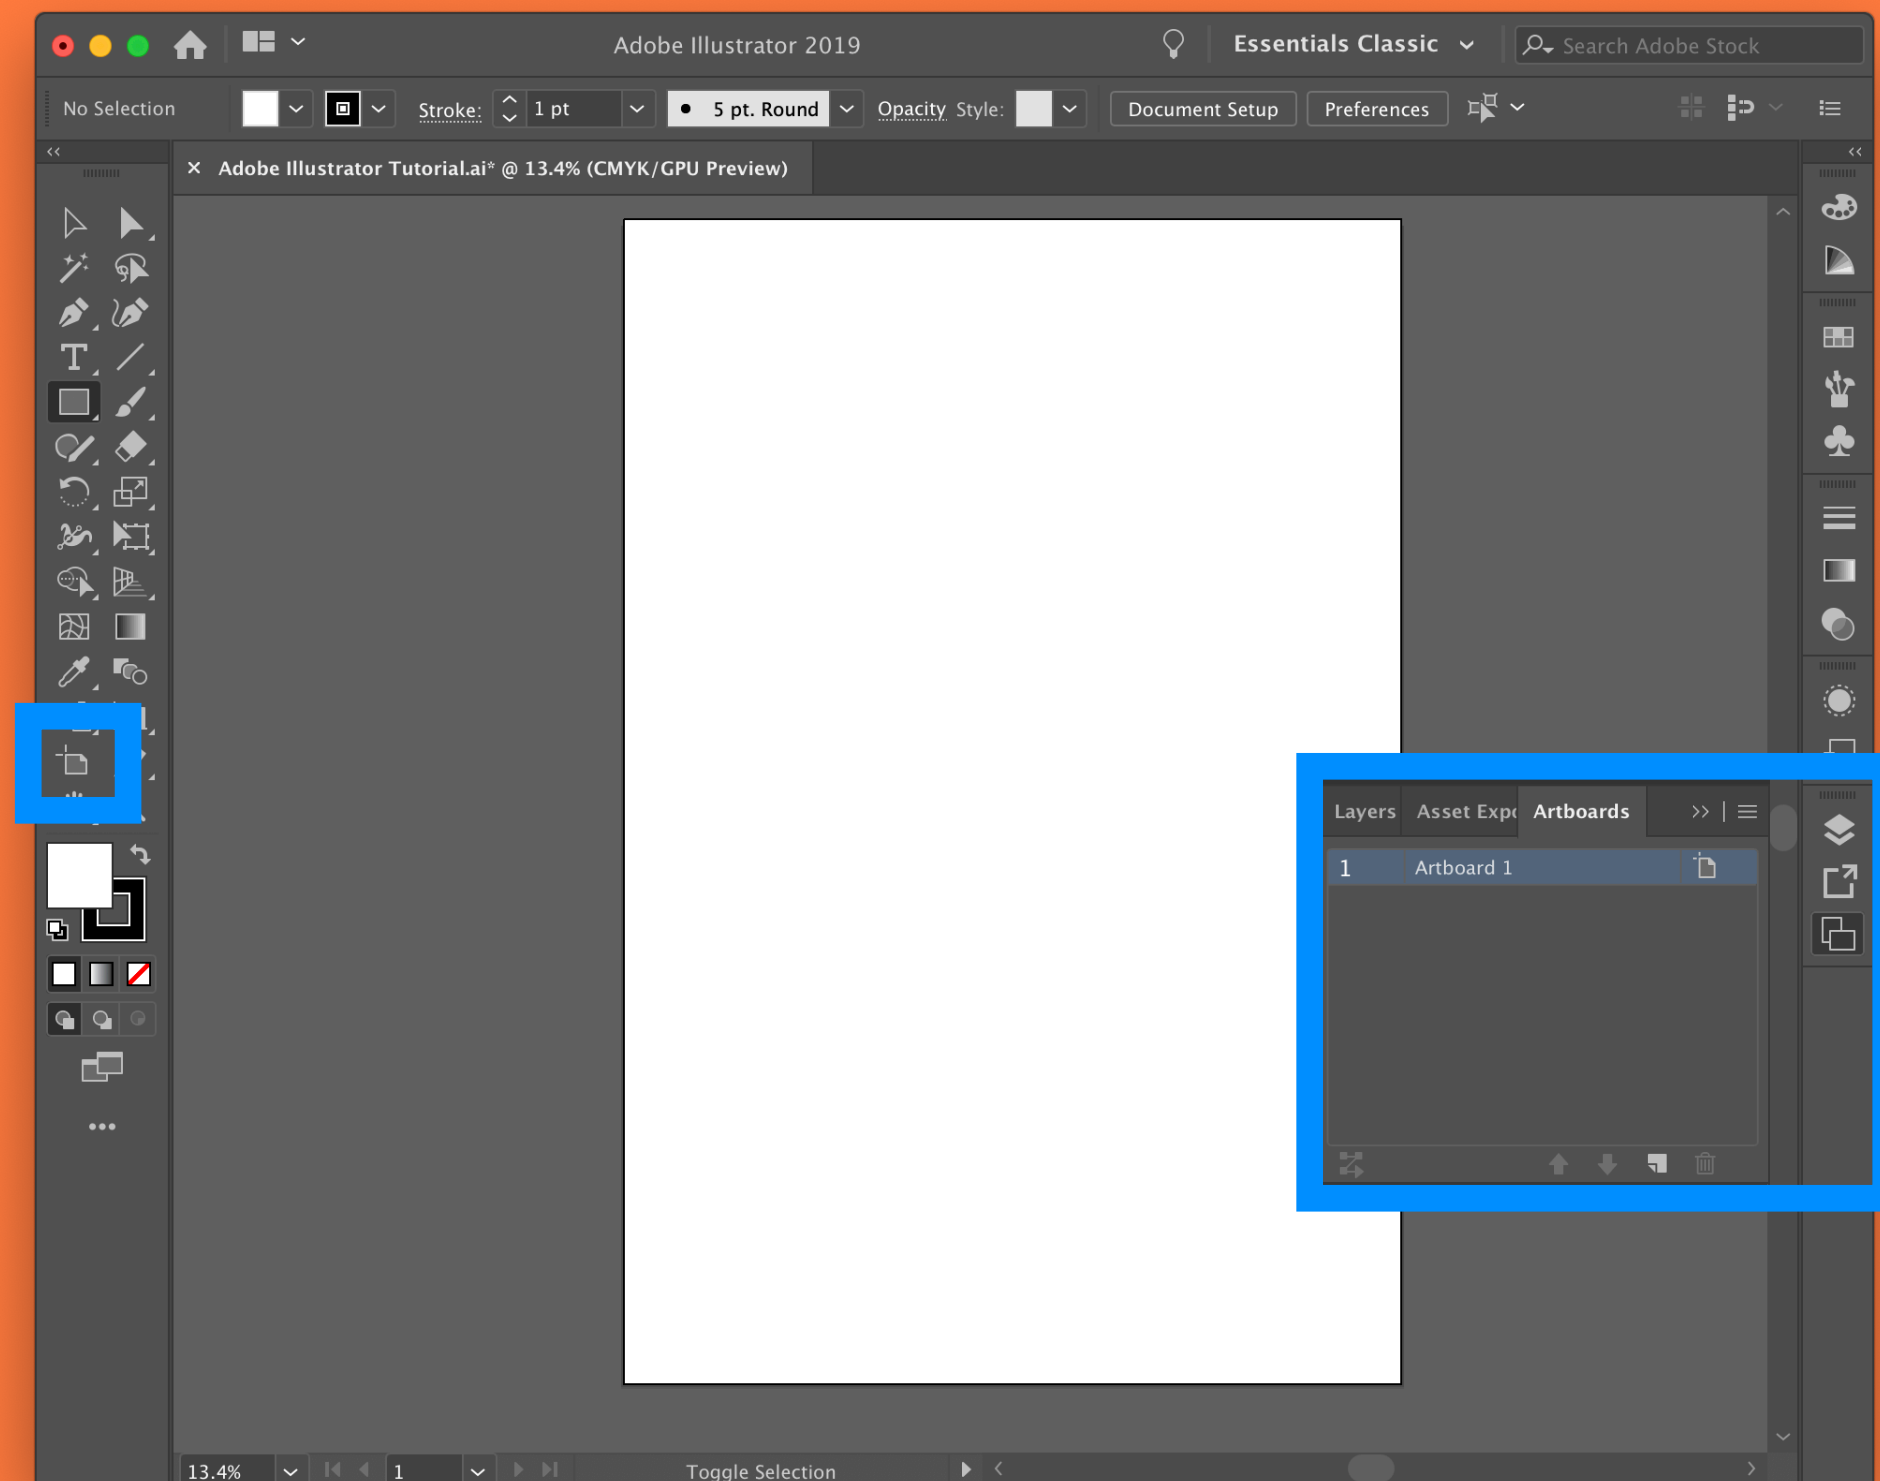 Adobe Illustrator 2019
Essentials Classic
Search Adobe Stock
No Selection
Stroke:
1 pt
5 pt. Round
Opacity
Style:
Document Setup
Preferences
Adobe Illustrator Tutorial.ai* @ 13.4% (CMYK/GPU Preview)
Layers
Asset Expo
Artboards
1
Artboard 1
13.4%
1
Toggle Selection